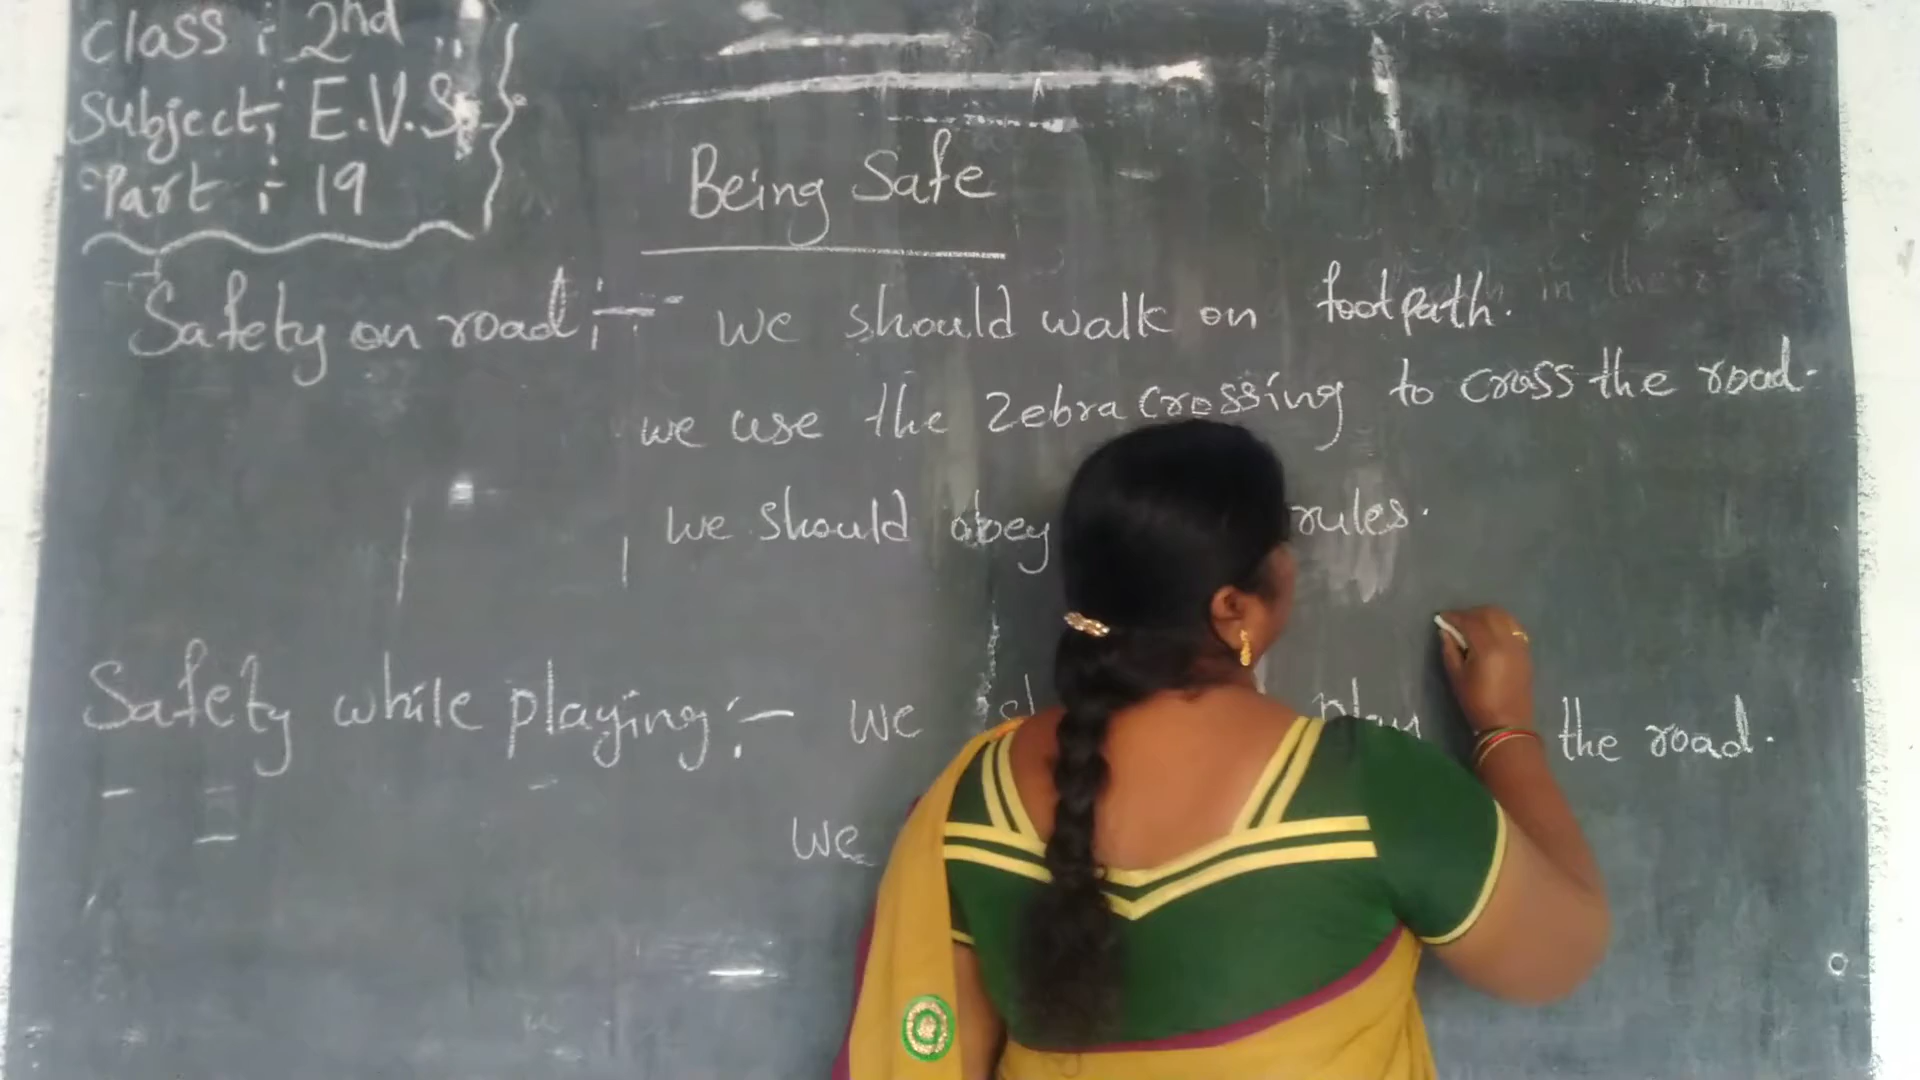 Class :- 2nd
Subject:- E.V.S
Part :- 19
Being Safe
Safety on road :- we should walk on footpath.
we use the Zebra crossing to cross the road.
we should obey rules.
Safety while playing :- we play the road.
we